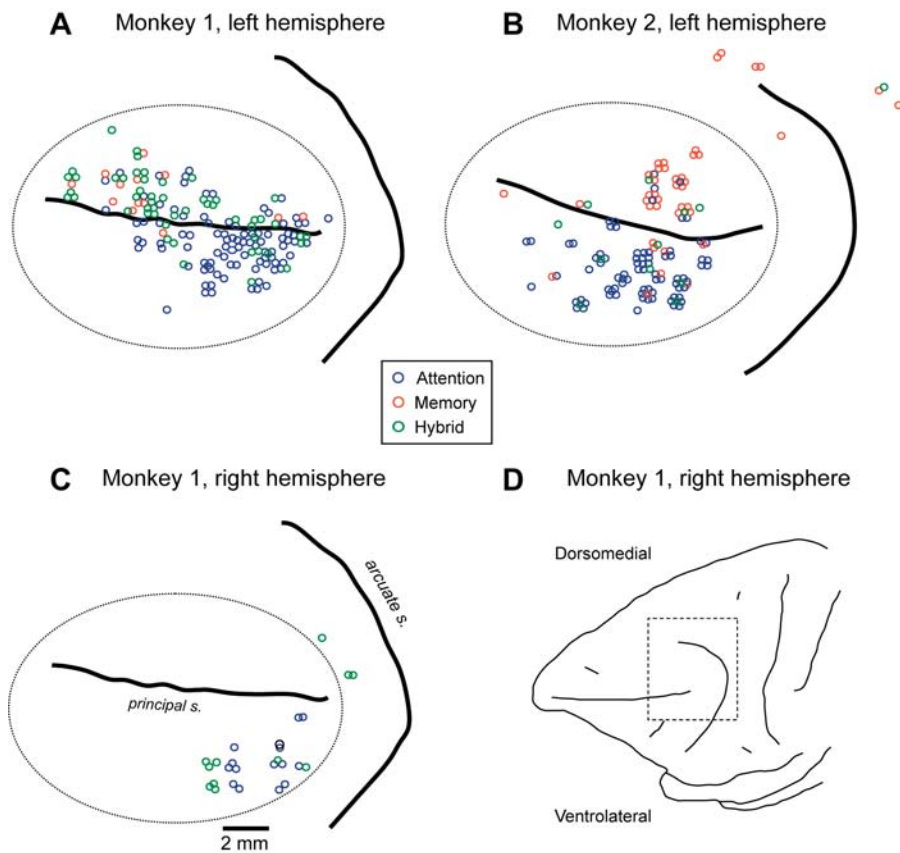 A Monkey 1, left hemisphere
B Monkey 2, left hemisphere
Attention
Memory
Hybrid
C Monkey 1, right hemisphere
arcuate s.
principal s.
2 mm
D Monkey 1, right hemisphere
Dorsomedial
Ventrolateral